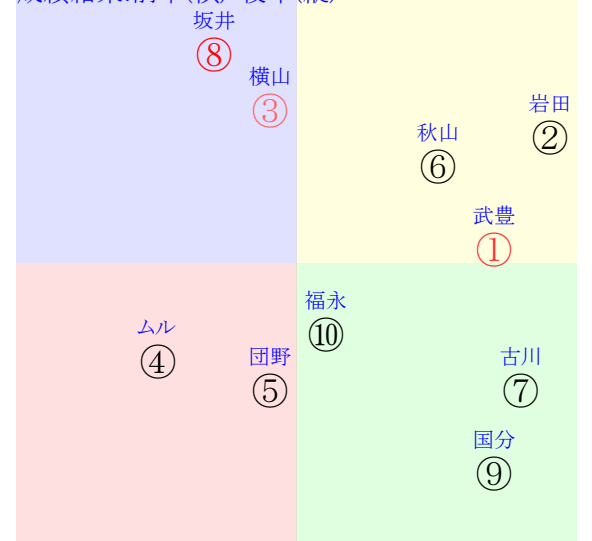 坂井
⑧
横山
③
岩田
②
秋山
⑥
武豊
①
福永
⑩
ムル
④
団野
⑤
古川
⑦
国分
⑨